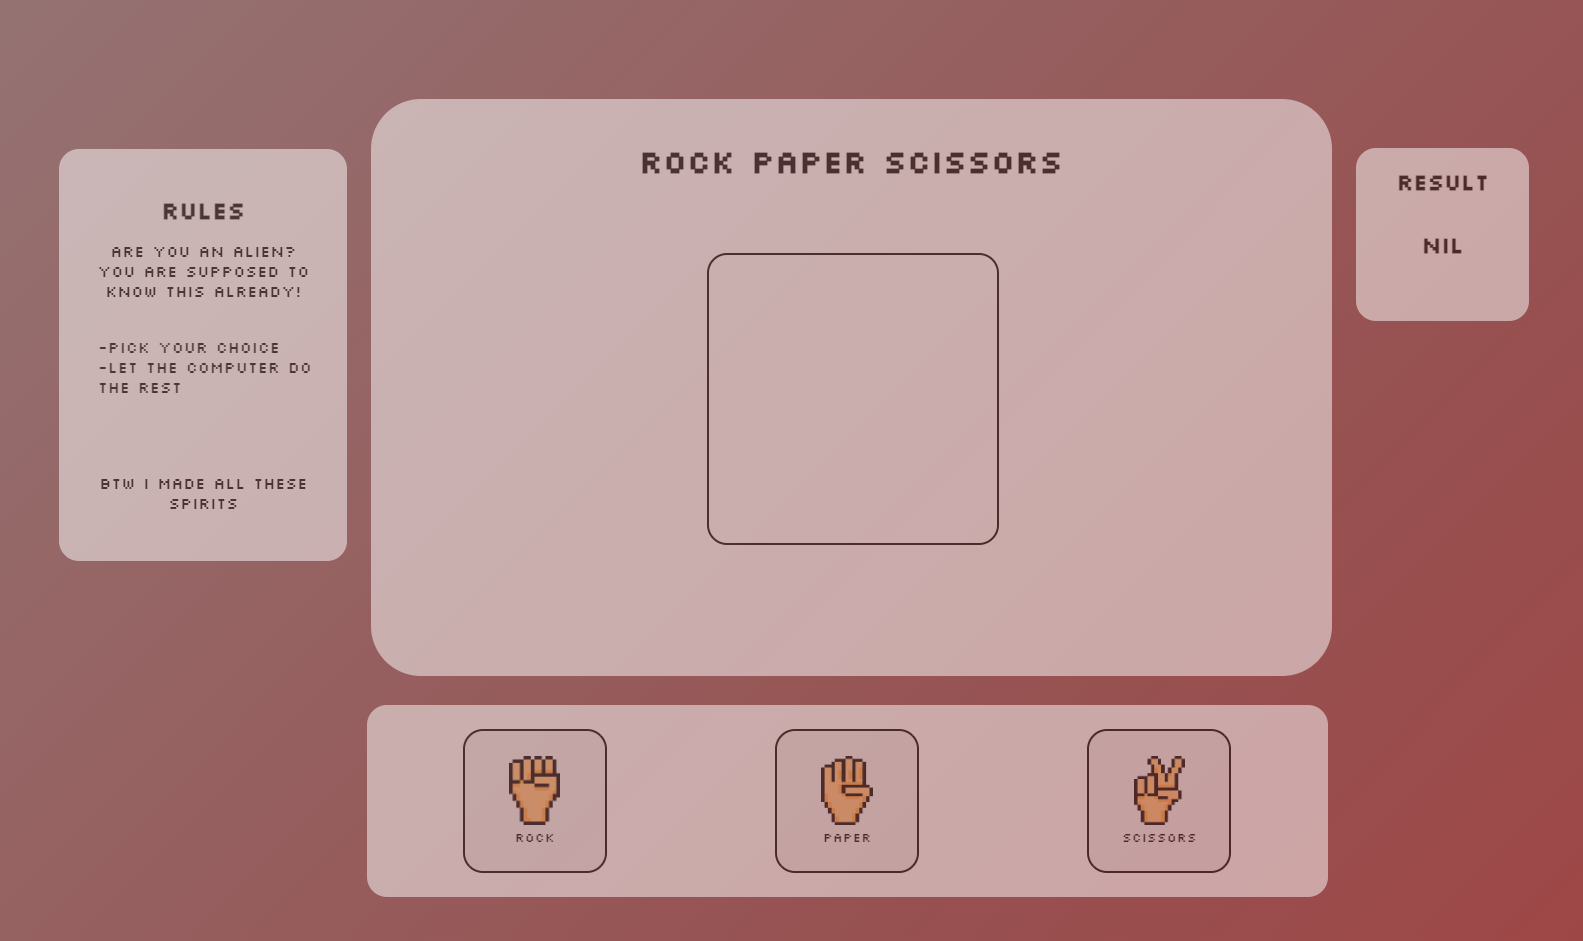 ROCK PAPER SCISSORS
RULES
ARE YOU AN ALIEN?
YOU ARE SUPPOSED TO
KNOW THIS ALREADY!
-PICK YOUR CHOICE
-LET THE COMPUTER DO
THE REST
BTW I MADE ALL THESE
SPIRITS
RESULT
NIL
ROCK
PAPER
SCISSORS